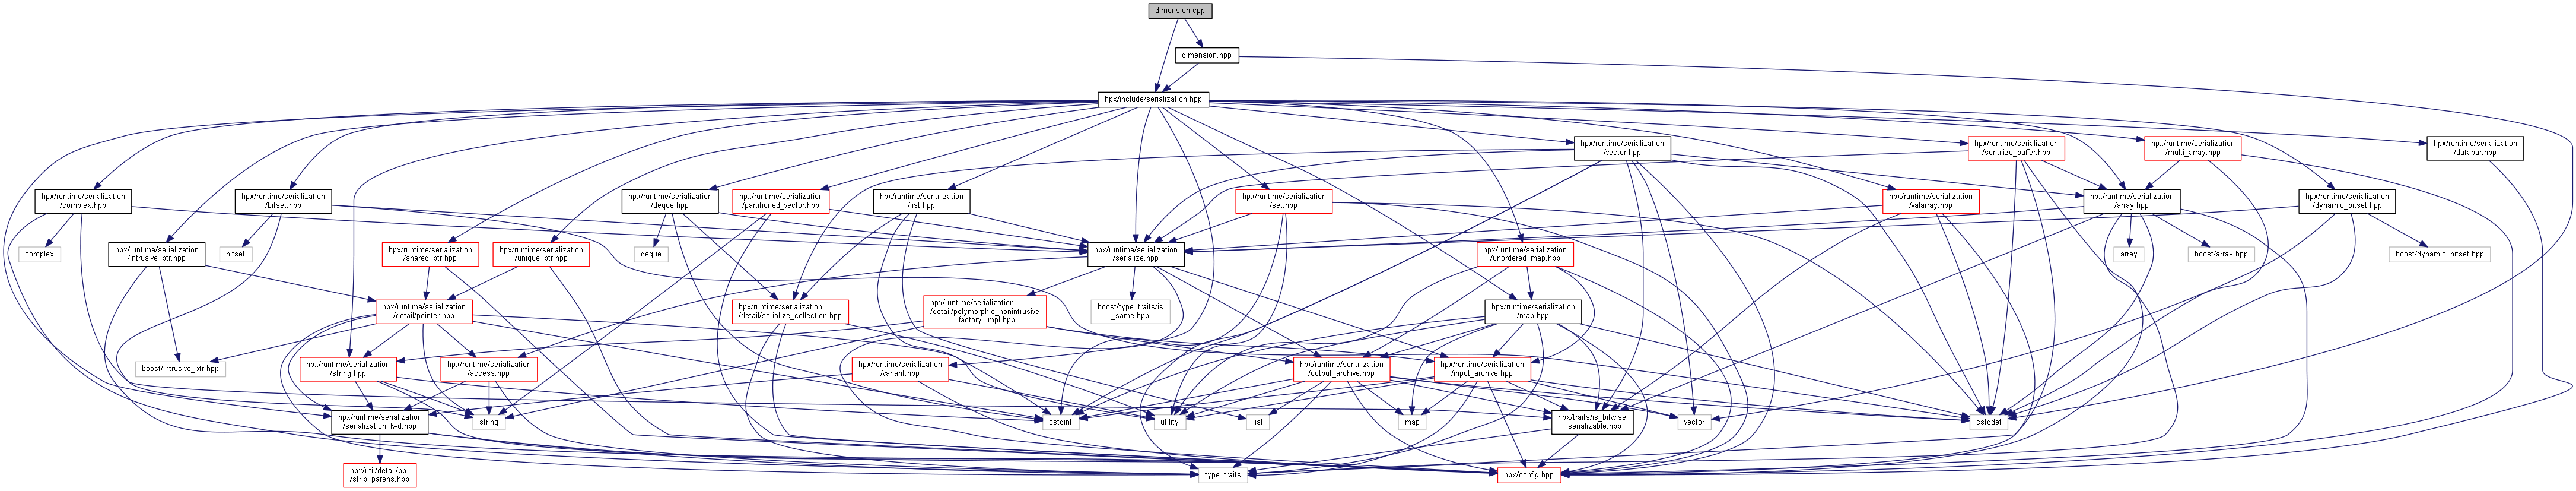 dimension.cpp
dimension.hpp
hpx/include/serialization.hpp
hpx/runtime/serialization
/vector.hpp
hpx/runtime/serialization
/serialize_buffer.hpp
hpx/runtime/serialization
/multi_array.hpp
hpx/runtime/serialization
/datapar.hpp
hpx/runtime/serialization
/complex.hpp
hpx/runtime/serialization
/bitset.hpp
hpx/runtime/serialization
/deque.hpp
hpx/runtime/serialization
/partitioned_vector.hpp
hpx/runtime/serialization
/list.hpp
hpx/runtime/serialization
/set.hpp
hpx/runtime/serialization
/valarray.hpp
hpx/runtime/serialization
/array.hpp
hpx/runtime/serialization
/dynamic_bitset.hpp
complex
hpx/runtime/serialization
/intrusive_ptr.hpp
bitset
hpx/runtime/serialization
/shared_ptr.hpp
hpx/runtime/serialization
/unique_ptr.hpp
deque
hpx/runtime/serialization
/serialize.hpp
hpx/runtime/serialization
/unordered_map.hpp
array
boost/array.hpp
boost/dynamic_bitset.hpp
hpx/runtime/serialization
/detail/pointer.hpp
hpx/runtime/serialization
/detail/serialize_collection.hpp
hpx/runtime/serialization
/detail/polymorphic_nonintrusive
_factory_impl.hpp
boost/type_traits/is
_same.hpp
hpx/runtime/serialization
/map.hpp
boost/intrusive_ptr.hpp
hpx/runtime/serialization
/string.hpp
hpx/runtime/serialization
/access.hpp
hpx/runtime/serialization
/variant.hpp
hpx/runtime/serialization
/output_archive.hpp
hpx/runtime/serialization
/input_archive.hpp
hpx/runtime/serialization
/serialization_fwd.hpp
string
cstdint
utility
list
map
hpx/traits/is_bitwise
_serializable.hpp
vector
cstddef
hpx/util/detail/pp
/strip_parens.hpp
type_traits
hpx/config.hpp